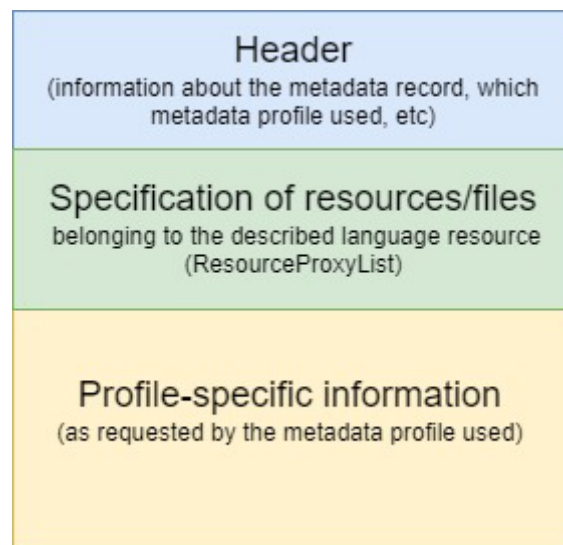 Header
(information about the metadata record, which
metadata profile used, etc)
Specification of resources/files
belonging to the described language resource
(ResourceProxyList)
Profile-specific information
(as requested by the metadata profile used)